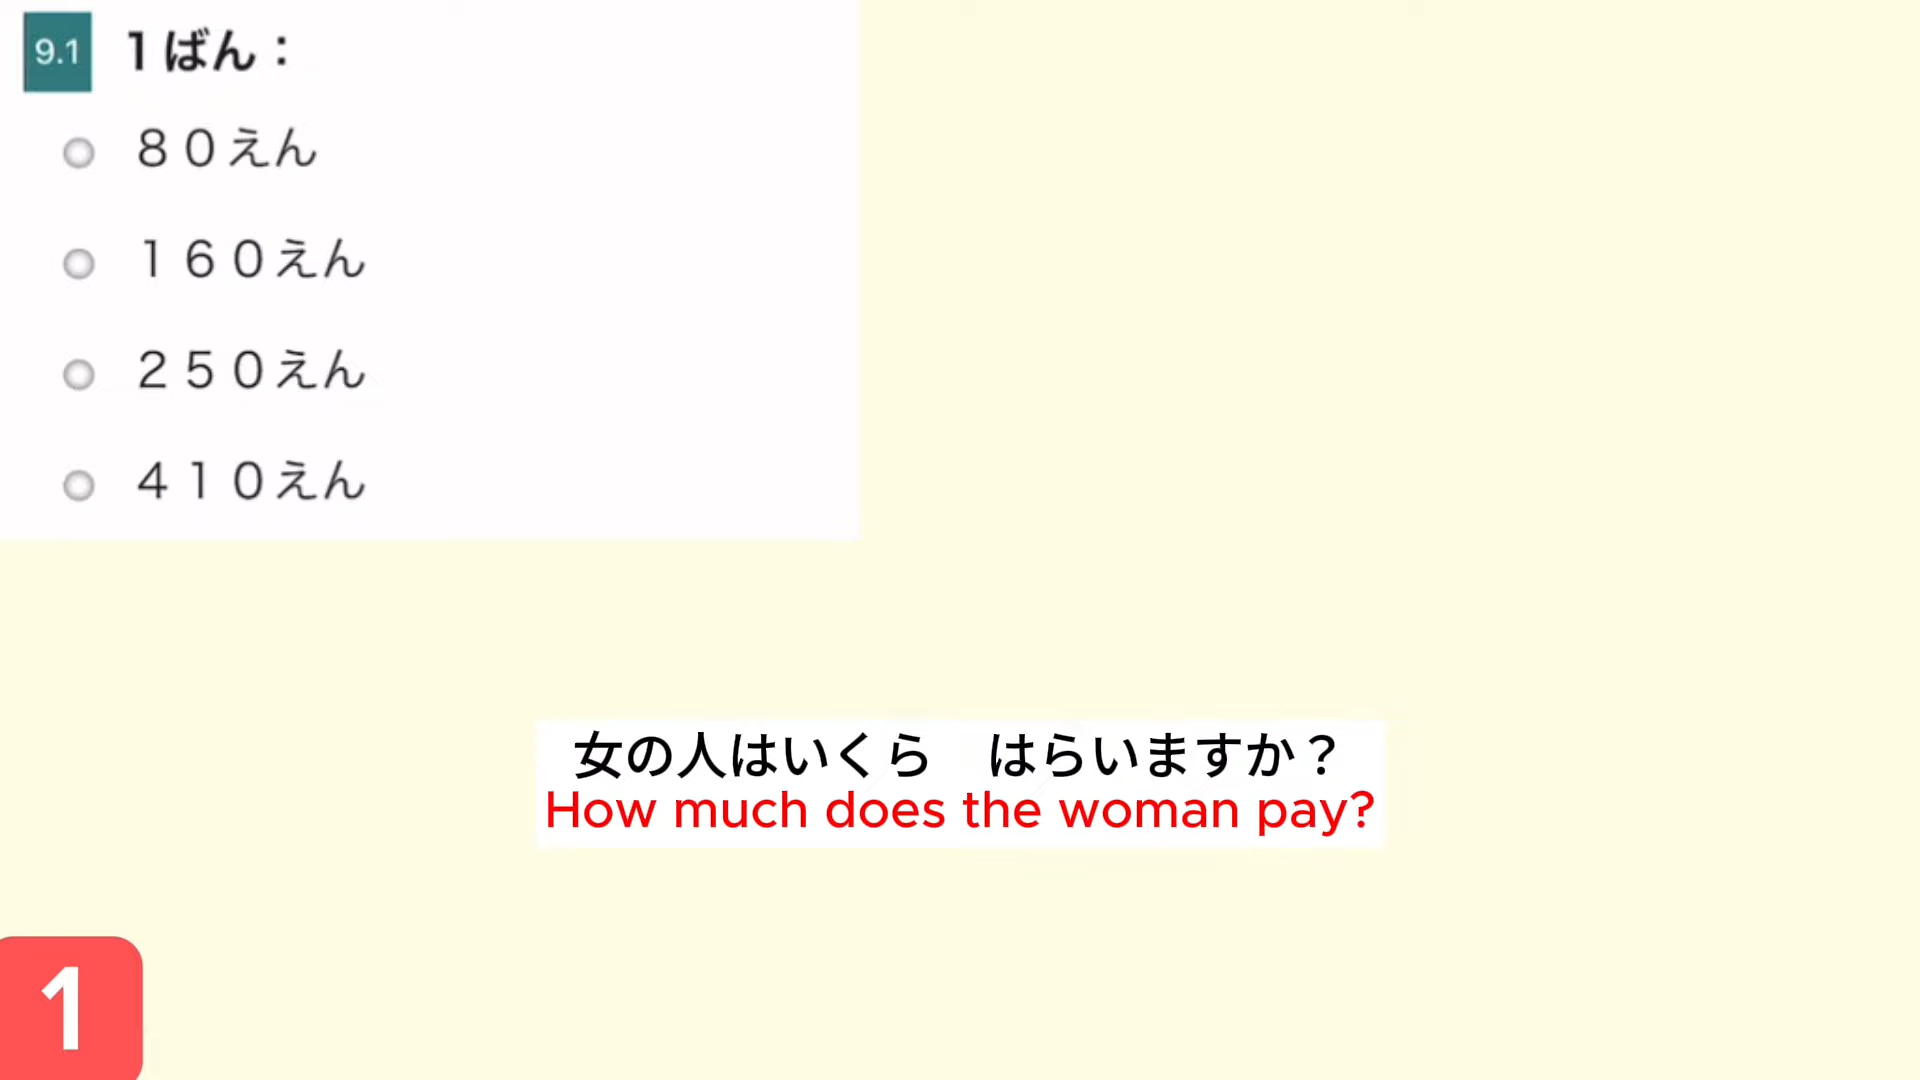 9.1 1ばん：
80えん
160えん
250えん
410えん
女の人はいくら　はらいますか？
How much does the woman pay?
1